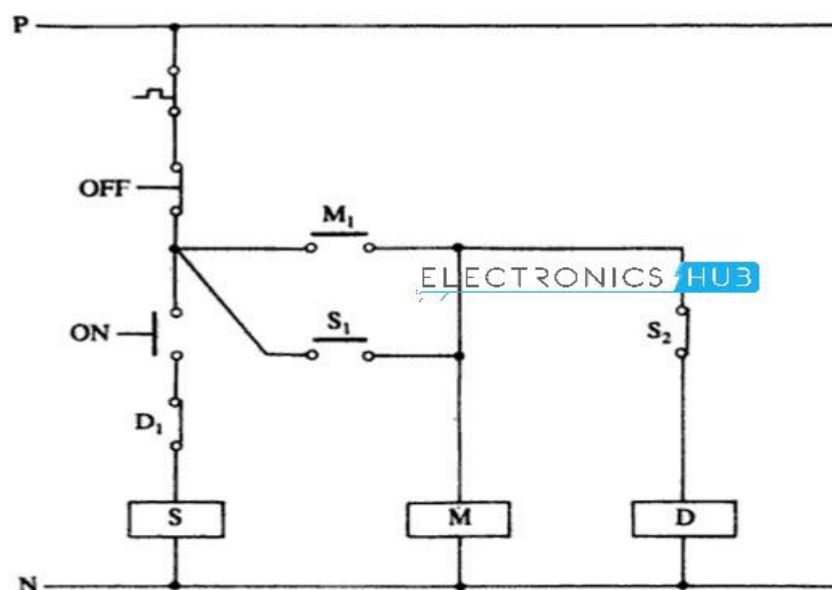 P
OFF
M₁
ELECTRONICS HUB
ON
S₁
S₂
D₁
S
M
D
N